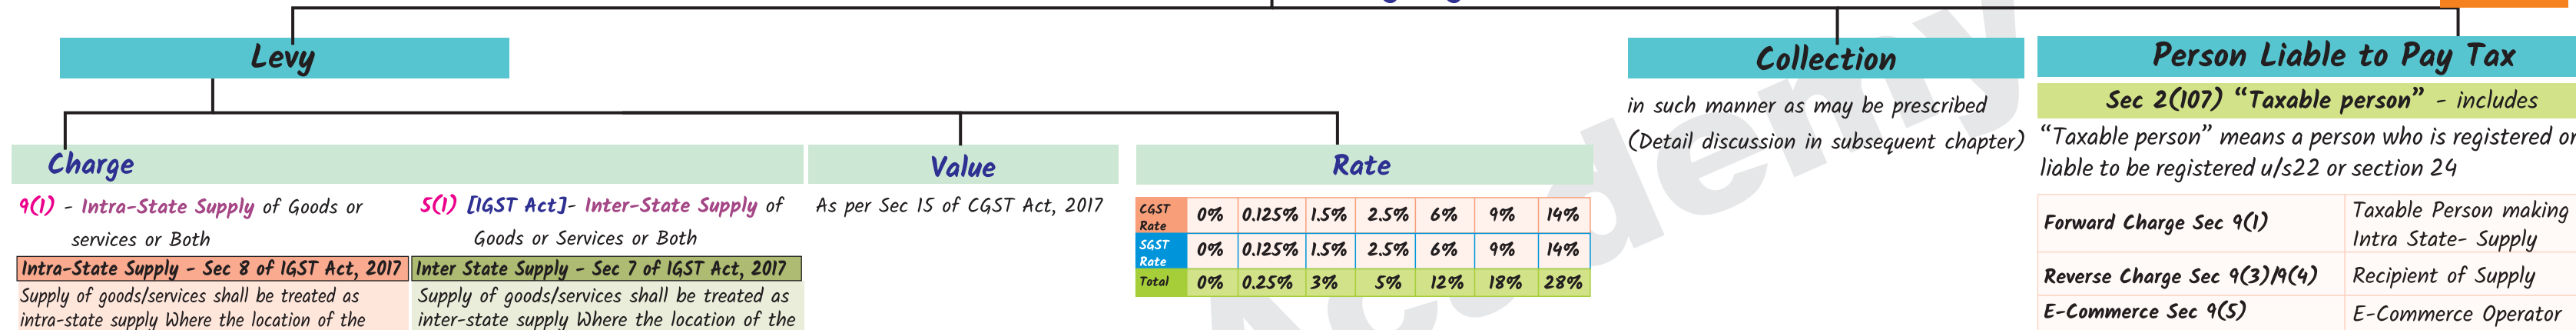 Levy
Collection
Person Liable to Pay Tax
in such manner as may be prescribed
(Detail discussion in subsequent chapter)
Sec 2(107) “Taxable person” - includes
“Taxable person” means a person who is registered or
liable to be registered u/s22 or section 24
Charge
Value
Rate
9(1) - Intra-State Supply of Goods or
services or Both
5(1) [IGST Act]- Inter-State Supply of
Goods or Services or Both
As per Sec 15 of CGST Act, 2017
CGST Rate 0% 0.125% 1.5% 2.5% 6% 9% 14%
SGST Rate 0% 0.125% 1.5% 2.5% 6% 9% 14%
Total 0% 0.25% 3% 5% 12% 18% 28%
Intra-State Supply - Sec 8 of IGST Act, 2017
Supply of goods/services shall be treated as
intra-state supply Where the location of the
Inter State Supply - Sec 7 of IGST Act, 2017
Supply of goods/services shall be treated as
inter-state supply Where the location of the
Forward Charge Sec 9(1)
Taxable Person making
Intra State- Supply
Reverse Charge Sec 9(3)/9(4)
Recipient of Supply
E-Commerce Sec 9(5)
E-Commerce Operator
Academy